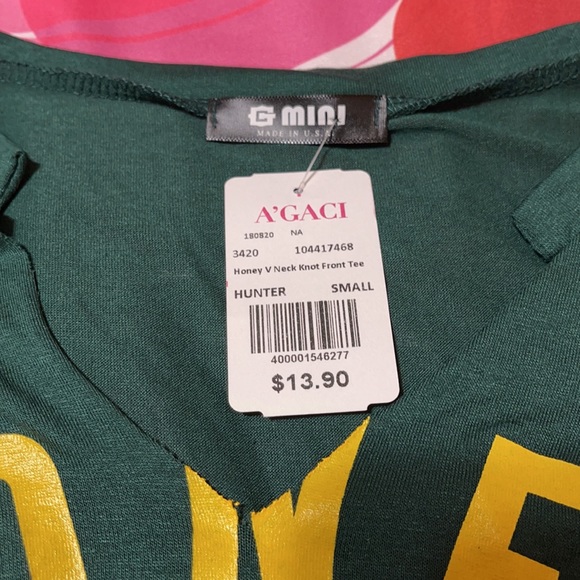 G MINI
MADE IN U.S.A
A'GACI
180820 NA
3420 104417468
Honey V Neck Knot Front Tee
HUNTER SMALL
400001546277
$13.90